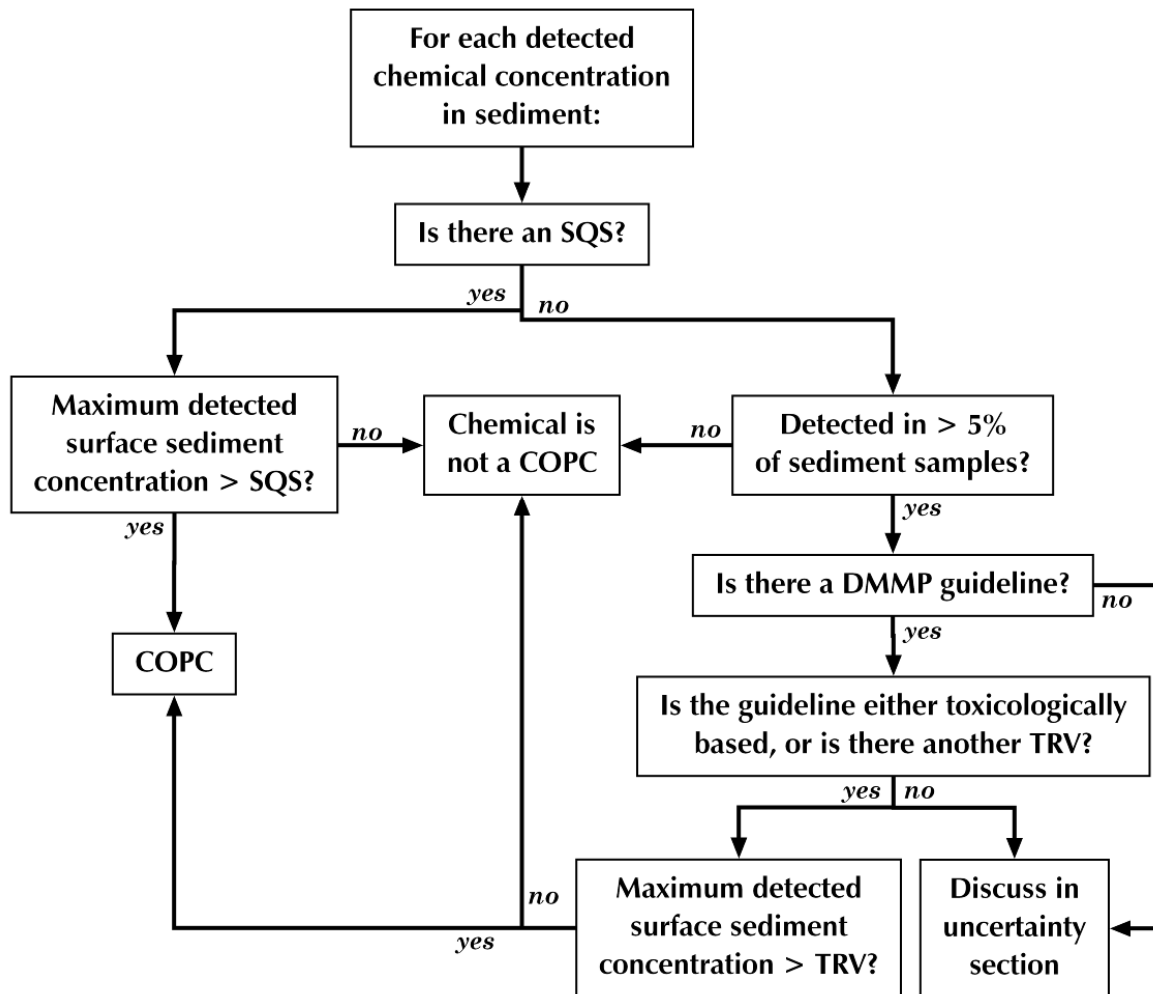 For each detected
chemical concentration
in sediment:
Is there an SQS?
yes
no
Maximum detected
surface sediment
concentration > SQS?
no
Chemical is
not a COPC
no
Detected in > 5%
of sediment samples?
yes
yes
Is there a DMMP guideline?
no
yes
COPC
Is the guideline either toxicologically
based, or is there another TRV?
yes
no
Maximum detected
surface sediment
concentration > TRV?
no
yes
Discuss in
uncertainty
section